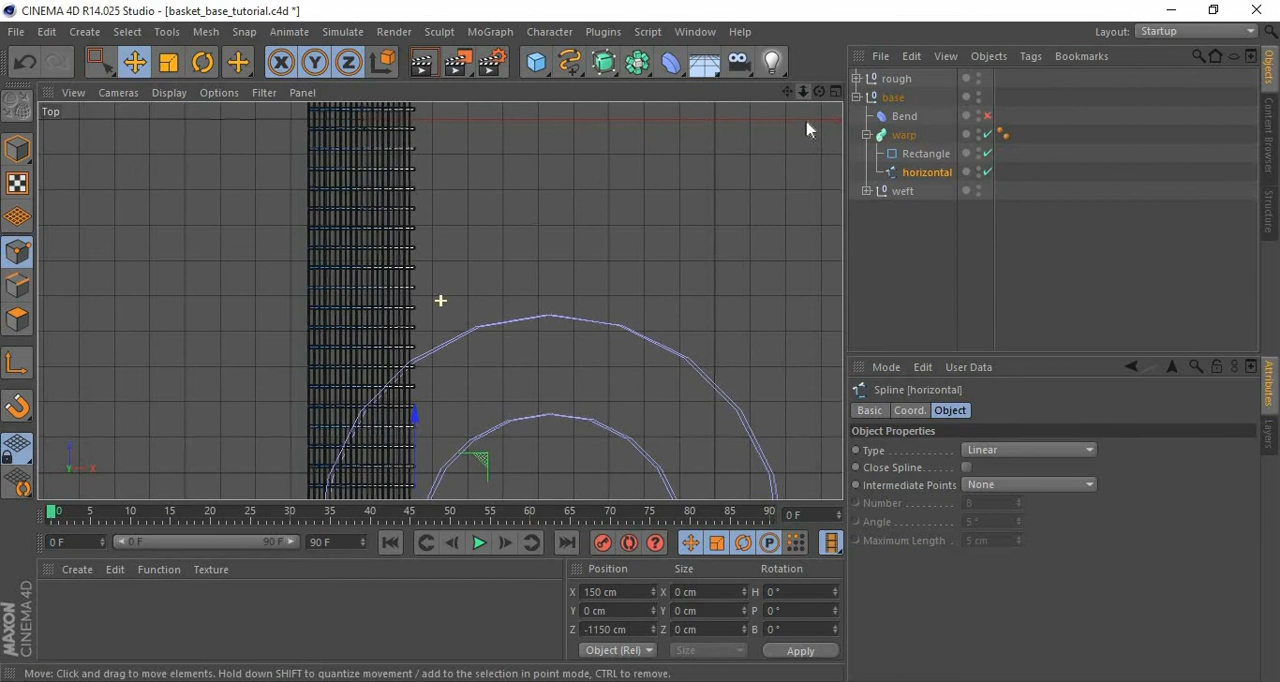 CINEMA 4D R14.025 Studio - [basket_base_tutorial.c4d *]
File Edit Create Select Tools Mesh Snap Animate Simulate Render Sculpt MoGraph Character Plugins Script Window Help Layout: Startup
File Edit View Objects Tags Bookmarks
View Cameras Display Options Filter Panel
Top
rough
base
Bend
warp
Rectangle
horizontal
weft
Objects
Content Browser
Structure
Mode Edit User Data
Spline [horizontal]
Basic Coord. Object
Object Properties
Type Linear
Close Spline
Intermediate Points None
Number 8
Angle 5 °
Maximum Length 5 cm
Attributes
Layers
0 5 10 15 20 25 30 35 40 45 50 55 60 65 70 75 80 85 90 0 F
0 F 0 F 90 F 90 F
Create Edit Function Texture
Position Size Rotation
X 150 cm X 0 cm H 0 °
Y 0 cm Y 0 cm P 0 °
Z -1150 cm Z 0 cm B 0 °
Object (Rel) Size Apply
MAXON CINEMA 4D
Move: Click and drag to move elements. Hold down SHIFT to quantize movement / add to the selection in point mode, CTRL to remove.